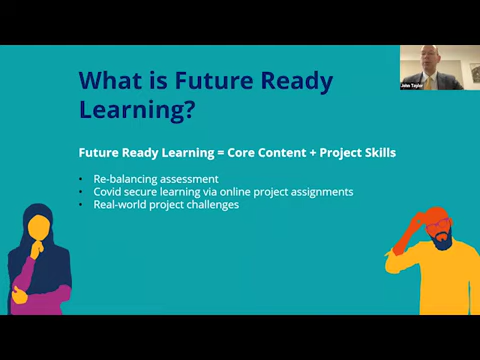 What is Future Ready
Learning?
John Taylor
Future Ready Learning = Core Content + Project Skills
• Re-balancing assessment
• Covid secure learning via online project assignments
• Real-world project challenges